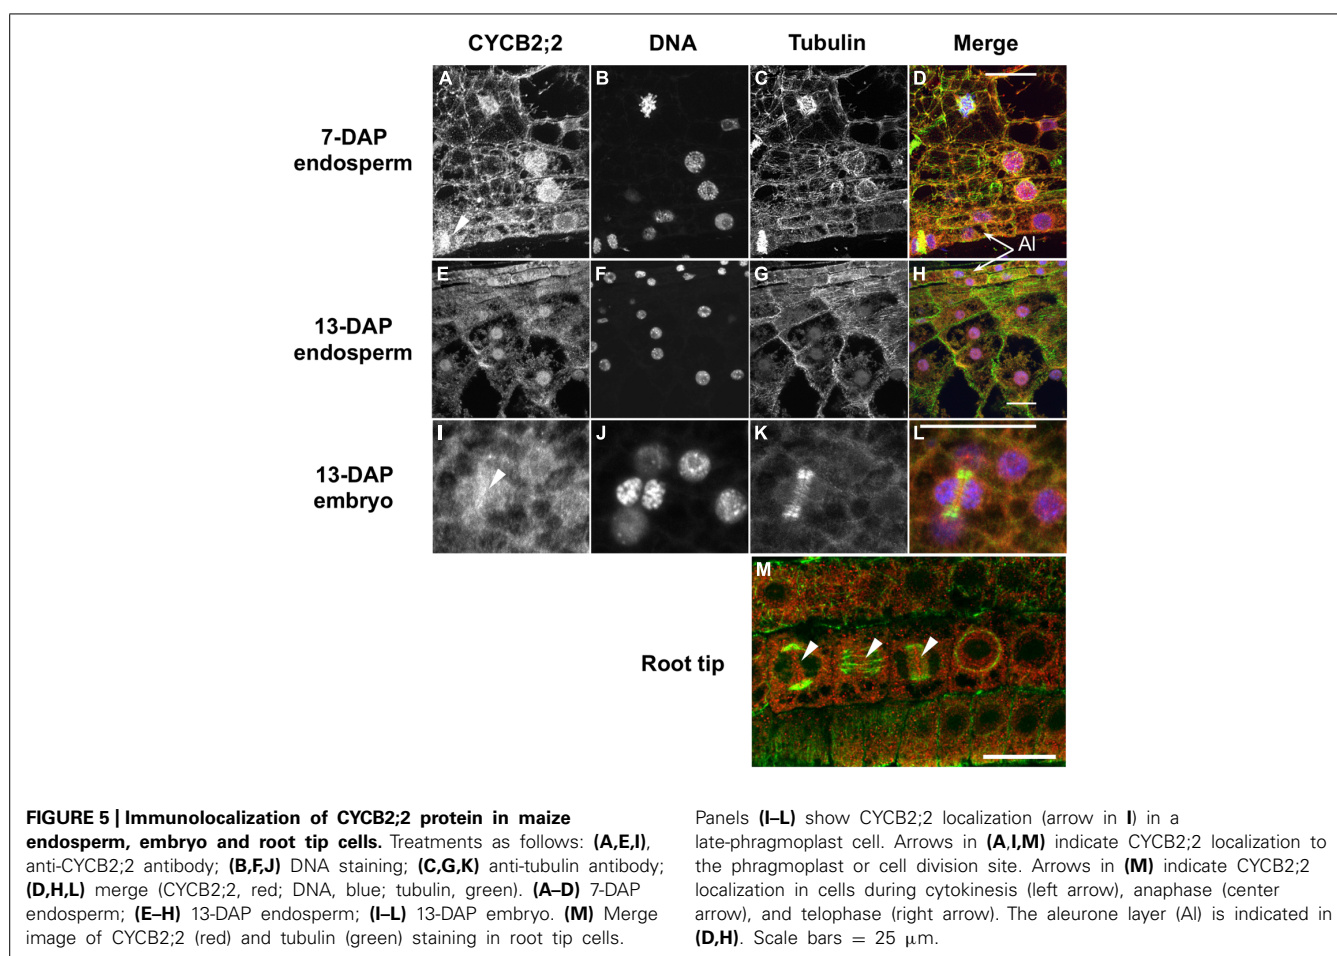 CYCB2;2 DNA Tubulin Merge
7-DAP
endosperm
A B C D
Al
13-DAP
endosperm
E F G H
13-DAP
embryo
I J K L
Root tip
M
FIGURE 5 | Immunolocalization of CYCB2;2 protein in maize
endosperm, embryo and root tip cells. Treatments as follows: (A,E,I),
anti-CYCB2;2 antibody; (B,F,J) DNA staining; (C,G,K) anti-tubulin antibody;
(D,H,L) merge (CYCB2;2, red; DNA, blue; tubulin, green). (A–D) 7-DAP
endosperm; (E–H) 13-DAP endosperm; (I–L) 13-DAP embryo. (M) Merge
image of CYCB2;2 (red) and tubulin (green) staining in root tip cells.
Panels (I–L) show CYCB2;2 localization (arrow in I) in a
late-phragmoplast cell. Arrows in (A,I,M) indicate CYCB2;2 localization to
the phragmoplast or cell division site. Arrows in (M) indicate CYCB2;2
localization in cells during cytokinesis (left arrow), anaphase (center
arrow), and telophase (right arrow). The aleurone layer (Al) is indicated in
(D,H). Scale bars = 25 μm.